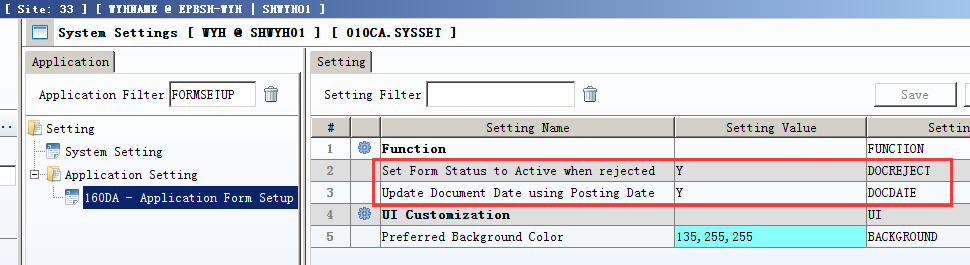 [ Site: 33 ] [ WYHNAME @ EPBSH-WYH | SHWYH01 ]
System Settings [ WYH @ SHWYH01 ] [ 010CA.SYSSET ]
Application
Application Filter FORMSETUP
Setting
System Setting
Application Setting
160DA - Application Form Setup
Setting
Setting Filter
Save
# Setting Name Setting Value Settin
1 Function FUNCTION
2 Set Form Status to Active when rejected Y DOCREJECT
3 Update Document Date using Posting Date Y DOCDATE
4 UI Customization UI
5 Preferred Background Color 135,255,255 BACKGROUND